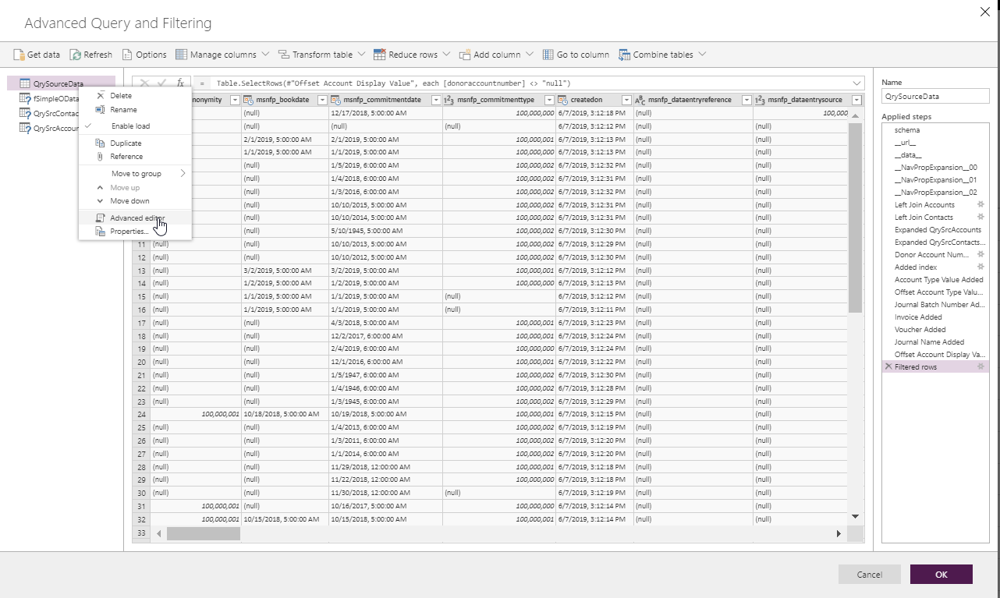 Advanced Query and Filtering
Get data Refresh Options Manage columns Transform table Reduce rows Add column Go to column Combine tables
QrySourceData
fSimpleOData
QrySrcContac
QrySrcAccoun
Delete
Rename
Enable load
Duplicate
Reference
Move to group
Move up
Move down
Advanced editor
Properties...
fx = Table.SelectRows(#"Offset Account Display Value", each [donoraccountnumber] <> "null")
nonymity msnfp_bookdate msnfp_commitmentdate 123 msnfp_commitmenttype createdon ABC msnfp_dataentryreference 123 msnfp_dataentrysource
(null) 12/17/2018, 5:00:00 AM 100,000,000 6/7/2019, 3:12:18 PM (null) 100,000
(null) (null) (null) 6/7/2019, 3:12:12 PM (null) (null)
2/1/2019, 5:00:00 AM 2/1/2019, 5:00:00 AM 100,000,001 6/7/2019, 3:12:13 PM (null) (null)
1/1/2019, 5:00:00 AM 1/1/2019, 5:00:00 AM 100,000,000 6/7/2019, 3:12:13 PM (null) (null)
(null) 1/5/2019, 6:00:00 AM 100,000,002 6/7/2019, 3:12:32 PM (null) (null)
(null) 1/4/2018, 6:00:00 AM 100,000,002 6/7/2019, 3:12:31 PM (null) (null)
(null) 1/3/2016, 6:00:00 AM 100,000,002 6/7/2019, 3:12:32 PM (null) (null)
(null) 10/10/2015, 5:00:00 AM 100,000,002 6/7/2019, 3:12:31 PM (null) (null)
(null) 10/10/2014, 5:00:00 AM 100,000,002 6/7/2019, 3:12:31 PM (null) (null)
(null) 5/10/1945, 5:00:00 AM 100,000,002 6/7/2019, 3:12:30 PM (null) (null)
11 (null) (null) 10/10/2013, 5:00:00 AM 100,000,002 6/7/2019, 3:12:29 PM (null) (null)
12 (null) (null) 10/10/2012, 5:00:00 AM 100,000,002 6/7/2019, 3:12:30 PM (null) (null)
13 (null) 3/2/2019, 5:00:00 AM 3/2/2019, 5:00:00 AM 100,000,001 6/7/2019, 3:12:12 PM (null) (null)
14 (null) 1/2/2019, 5:00:00 AM 1/2/2019, 5:00:00 AM 100,000,000 6/7/2019, 3:12:13 PM (null) (null)
15 (null) 1/1/2019, 5:00:00 AM 1/1/2019, 5:00:00 AM (null) 6/7/2019, 3:12:12 PM (null) (null)
16 (null) 1/1/2019, 5:00:00 AM 1/1/2019, 5:00:00 AM (null) 6/7/2019, 3:12:11 PM (null) (null)
17 (null) (null) 4/3/2018, 5:00:00 AM 100,000,001 6/7/2019, 3:12:23 PM (null) (null)
18 (null) (null) 12/2/2017, 6:00:00 AM 100,000,001 6/7/2019, 3:12:24 PM (null) (null)
19 (null) (null) 2/4/2019, 6:00:00 AM 100,000,000 6/7/2019, 3:12:24 PM (null) (null)
20 (null) (null) 12/1/2016, 6:00:00 AM 100,000,001 6/7/2019, 3:12:22 PM (null) (null)
21 (null) (null) 1/5/1947, 6:00:00 AM 100,000,002 6/7/2019, 3:12:30 PM (null) (null)
22 (null) (null) 1/4/1946, 6:00:00 AM 100,000,002 6/7/2019, 3:12:28 PM (null) (null)
23 (null) (null) 1/3/1945, 6:00:00 AM 100,000,002 6/7/2019, 3:12:29 PM (null) (null)
24 100,000,001 10/18/2018, 5:00:00 AM 10/19/2018, 5:00:00 AM 100,000,001 6/7/2019, 3:12:15 PM (null) (null)
25 (null) (null) 1/4/2013, 6:00:00 AM 100,000,002 6/7/2019, 3:12:19 PM (null) (null)
26 (null) (null) 1/3/2011, 6:00:00 AM 100,000,002 6/7/2019, 3:12:20 PM (null) (null)
27 (null) (null) 1/1/2014, 6:00:00 AM 100,000,002 6/7/2019, 3:12:20 PM (null) (null)
28 (null) (null) 11/29/2018, 12:00:00 AM 100,000,001 6/7/2019, 3:12:18 PM (null) (null)
29 (null) (null) 11/22/2018, 12:00:00 AM 100,000,000 6/7/2019, 3:12:18 PM (null) (null)
30 (null) (null) 11/30/2018, 12:00:00 AM (null) 6/7/2019, 3:12:19 PM (null) (null)
31 100,000,001 (null) 10/16/2017, 5:00:00 AM 100,000,000 6/7/2019, 3:12:14 PM (null) (null)
32 100,000,001 10/15/2018, 5:00:00 AM 10/15/2018, 5:00:00 AM 100,000,001 6/7/2019, 3:12:14 PM (null) (null)
33
Name
QrySourceData
Applied steps
schema
__url__
__data__
__NavPropExpansion__00
__NavPropExpansion__01
__NavPropExpansion__02
Left Join Accounts
Left Join Contacts
Expanded QrySrcAccounts
Expanded QrySrcContacts...
Donor Account Num...
Added index
Account Type Value Added
Offset Account Type Valu...
Journal Batch Number Ad...
Invoice Added
Voucher Added
Journal Name Added
Offset Account Display Va...
Filtered rows
Cancel OK